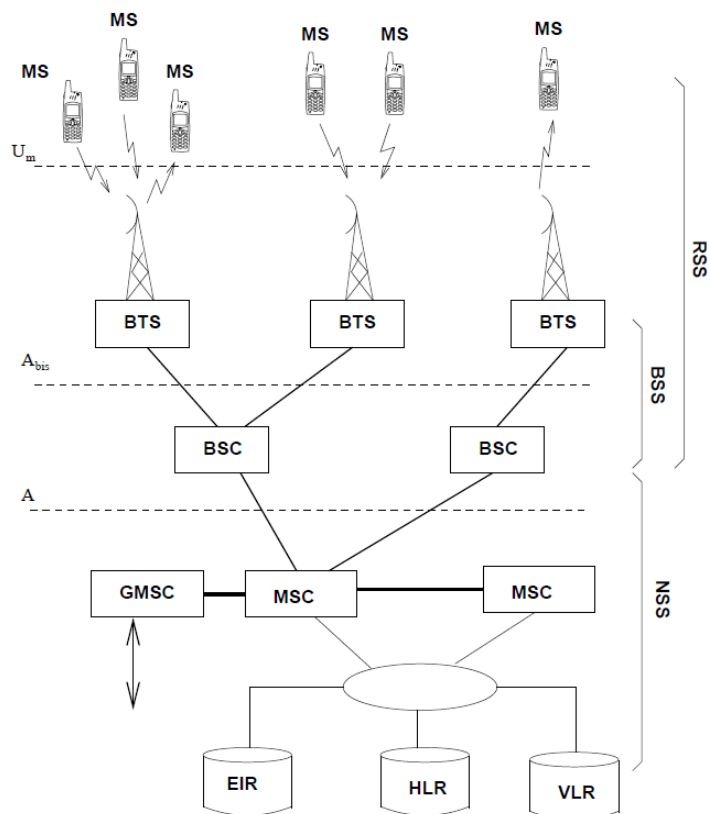 MS
MS
MS
MS
MS
MS
Um
RSS
BTS
BTS
BTS
Abis
BSS
BSC
BSC
A
NSS
GMSC
MSC
MSC
EIR
HLR
VLR